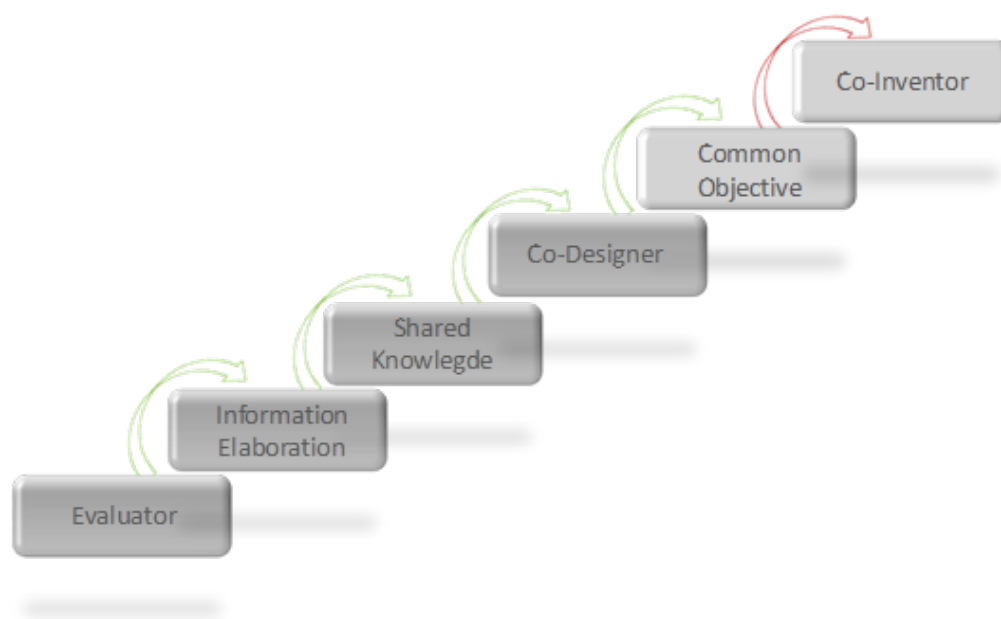 Co-Inventor
Common
Objective
Co-Designer
Shared
Knowlegde
Information
Elaboration
Evaluator